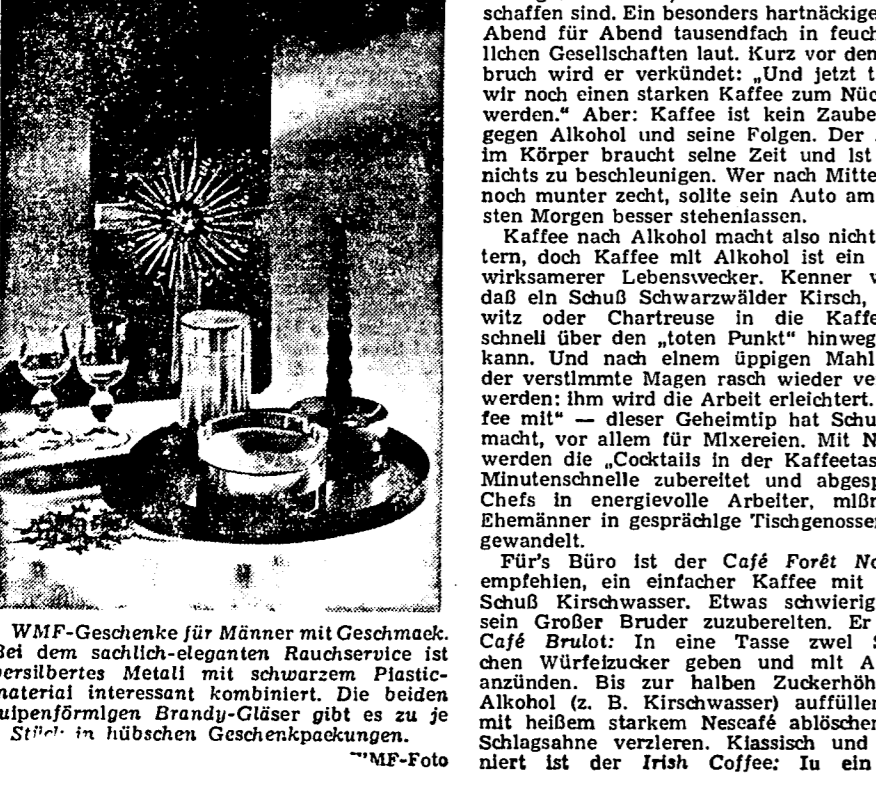 WMF-Geschenke für Männer mit Geschmack.
Bei dem sachlich-eleganten Rauchservice ist
versilbertes Metall mit schwarzem Plastic-
material interessant kombiniert. Die beiden
tulpenförmigen Brandy-Gläser gibt es zu je
Stück in hübschen Geschenkpackungen.
WMF-Foto
schaffen sind. Ein besonders hartnäckige
Abend für Abend tausendfach in feuch
lichen Gesellschaften laut. Kurz vor dem
bruch wird er verkündet: „Und jetzt t
wir noch einen starken Kaffee zum Nüc
werden.“ Aber: Kaffee ist kein Zaube
gegen Alkohol und seine Folgen. Der
im Körper braucht seine Zeit und ist
nichts zu beschleunigen. Wer nach Mitte
noch munter zecht, sollte sein Auto am
sten Morgen besser stehenlassen.
Kaffee nach Alkohol macht also nicht
tern, doch Kaffee mit Alkohol ist ein
wirksamerer Lebenswecker. Kenner w
daß ein Schuß Schwarzwälder Kirsch,
witz oder Chartreuse in die Kaffe
schnell über den „toten Punkt“ hinweg
kann. Und nach einem üppigen Mahl
der verstimmte Magen rasch wieder ve
werden: ihm wird die Arbeit erleichtert.
fee mit“ — dieser Geheimtip hat Schu
macht, vor allem für Mixereien. Mit N
werden die „Cocktails in der Kaffeetas
Minutenschnelle zubereitet und abgesp
Chefs in energievolle Arbeiter, mißr
Ehemänner in gesprächige Tischgenosse
gewandelt.
Für's Büro ist der Café Forêt No
empfehlen, ein einfacher Kaffee mit
Schuß Kirschwasser. Etwas schwierig
sein Großer Bruder zuzubereiten. Er
Café Brulot: In eine Tasse zwei S
chen Würfelzucker geben und mit A
anzünden. Bis zur halben Zuckerhöh
Alkohol (z. B. Kirschwasser) auffüllen
mit heißem starkem Nescafé ablöschen
Schlagsahne verzieren. Klassisch und
niert ist der Irish Coffee: Iu ein